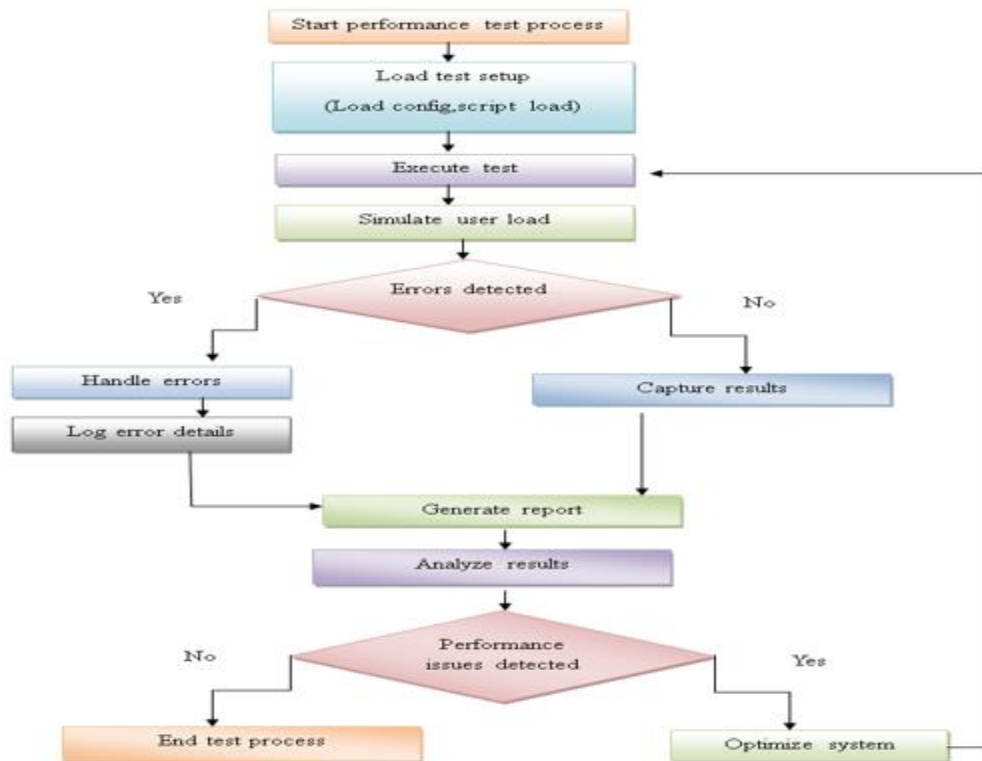 Start performance test process
Load test setup
(Load config,script load)
Execute test
Simulate user load
Errors detected
Yes
No
Handle errors
Capture results
Log error details
Generate report
Analyze results
Performance
issues detected
No
Yes
End test process
Optimize system